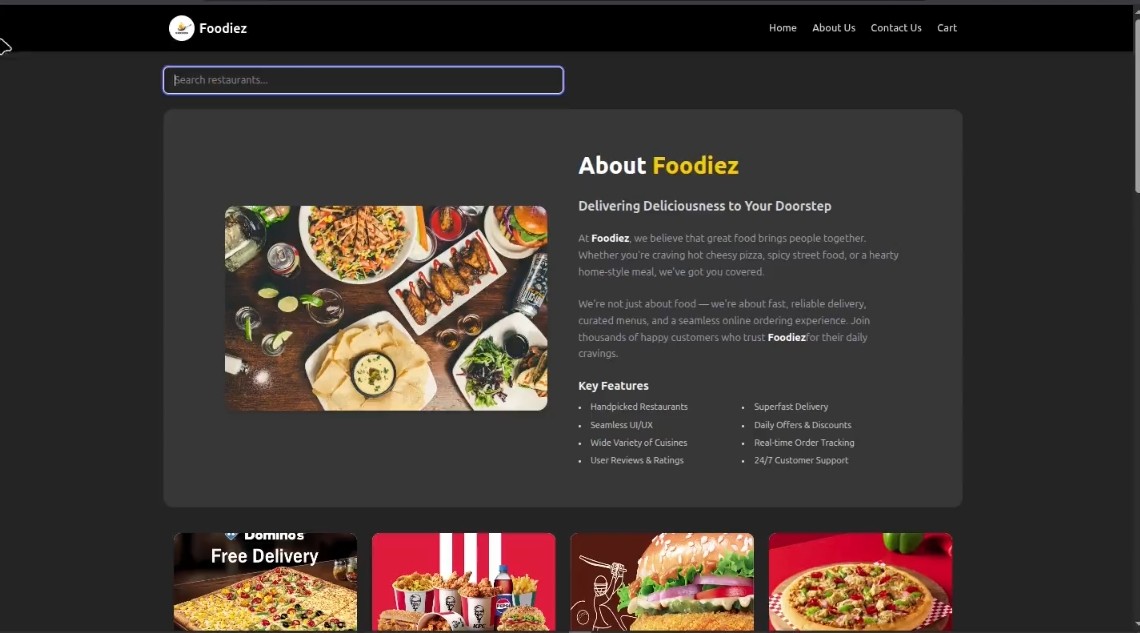 Foodiez
Home About Us Contact Us Cart
Search restaurants...
About Foodiez
Delivering Deliciousness to Your Doorstep
At Foodiez, we believe that great food brings people together.
Whether you're craving hot cheesy pizza, spicy street food, or a hearty
home-style meal, we've got you covered.
We're not just about food — we're about fast, reliable delivery,
curated menus, and a seamless online ordering experience. Join
thousands of happy customers who trust Foodiezfor their daily
cravings.
Key Features
Handpicked Restaurants
Seamless UI/UX
Wide Variety of Cuisines
User Reviews & Ratings
Superfast Delivery
Daily Offers & Discounts
Real-time Order Tracking
24/7 Customer Support
Domino's
Free Delivery
KFC